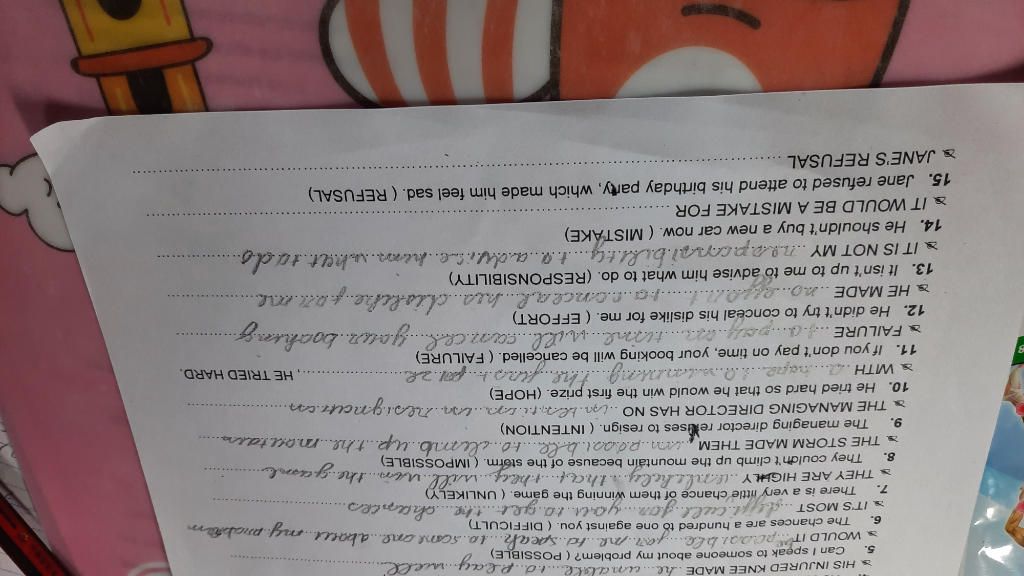 HIS INJURED KNEE MADE he unable to play well
5. Can I speak to someone about my problem? ( POSSIBLE)
WOULD IT be possible for me to speak to someone about my problem
6. The chances are a hundred to one against you. ( DIFFICULT)
IT'S MOST difficult for you to get to the chances
7. There is a very little chance of them winning the game. ( UNLIKELY)
THEY ARE HIGHLY unlikely that they will win the game
8. They couldn't climb up the mountain because of the storm. ( IMPOSSIBLE)
THE STORM MADE THEM impossible to climb up the mountain
9. The managing director refuses to resign. ( INTENTION)
THE MANAGING DIRECTOR HAS NO intention in resignation
10. He tried hard so that he would win the first prize. (HOPE)
WITH a hope to winning the first prize, HE TRIED HARD.
11. If you don't pay on time, your booking will be cancelled. ( FAILURE)
FAILURE to pay on time will cancel your booking
12. He didn't try to conceal his dislike for me. ( EFFORT)
HE MADE no effort to conceal his dislike for me
13. It isn't up to me to advise him what to do. (RESPONSIBILITY)
IT IS NOT MY responsibility to advise him what to do
14. He shouldn't buy a new car now. ( MISTAKE)
IT WOULD BE A MISTAKE FOR
15. Jane refused to attend to his birthday party, which made him feel sad. ( REFUSAL)
JANE'S REFUSAL